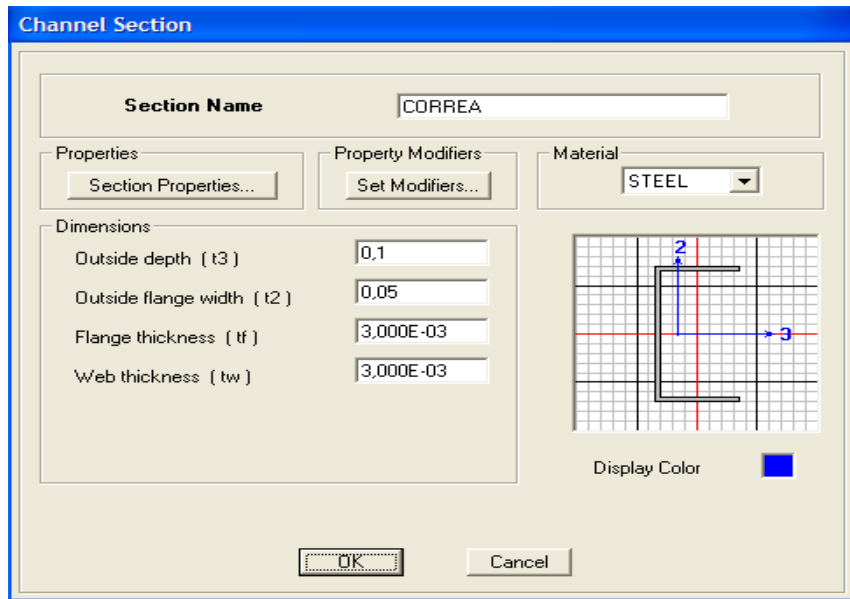 Channel Section
Section Name CORREA
Properties Property Modifiers Material
Section Properties... Set Modifiers... STEEL
Dimensions
Outside depth ( t3 ) 0,1
Outside flange width ( t2 ) 0,05
Flange thickness ( tf ) 3,000E-03
Web thickness ( tw ) 3,000E-03
2
3
Display Color
OK Cancel